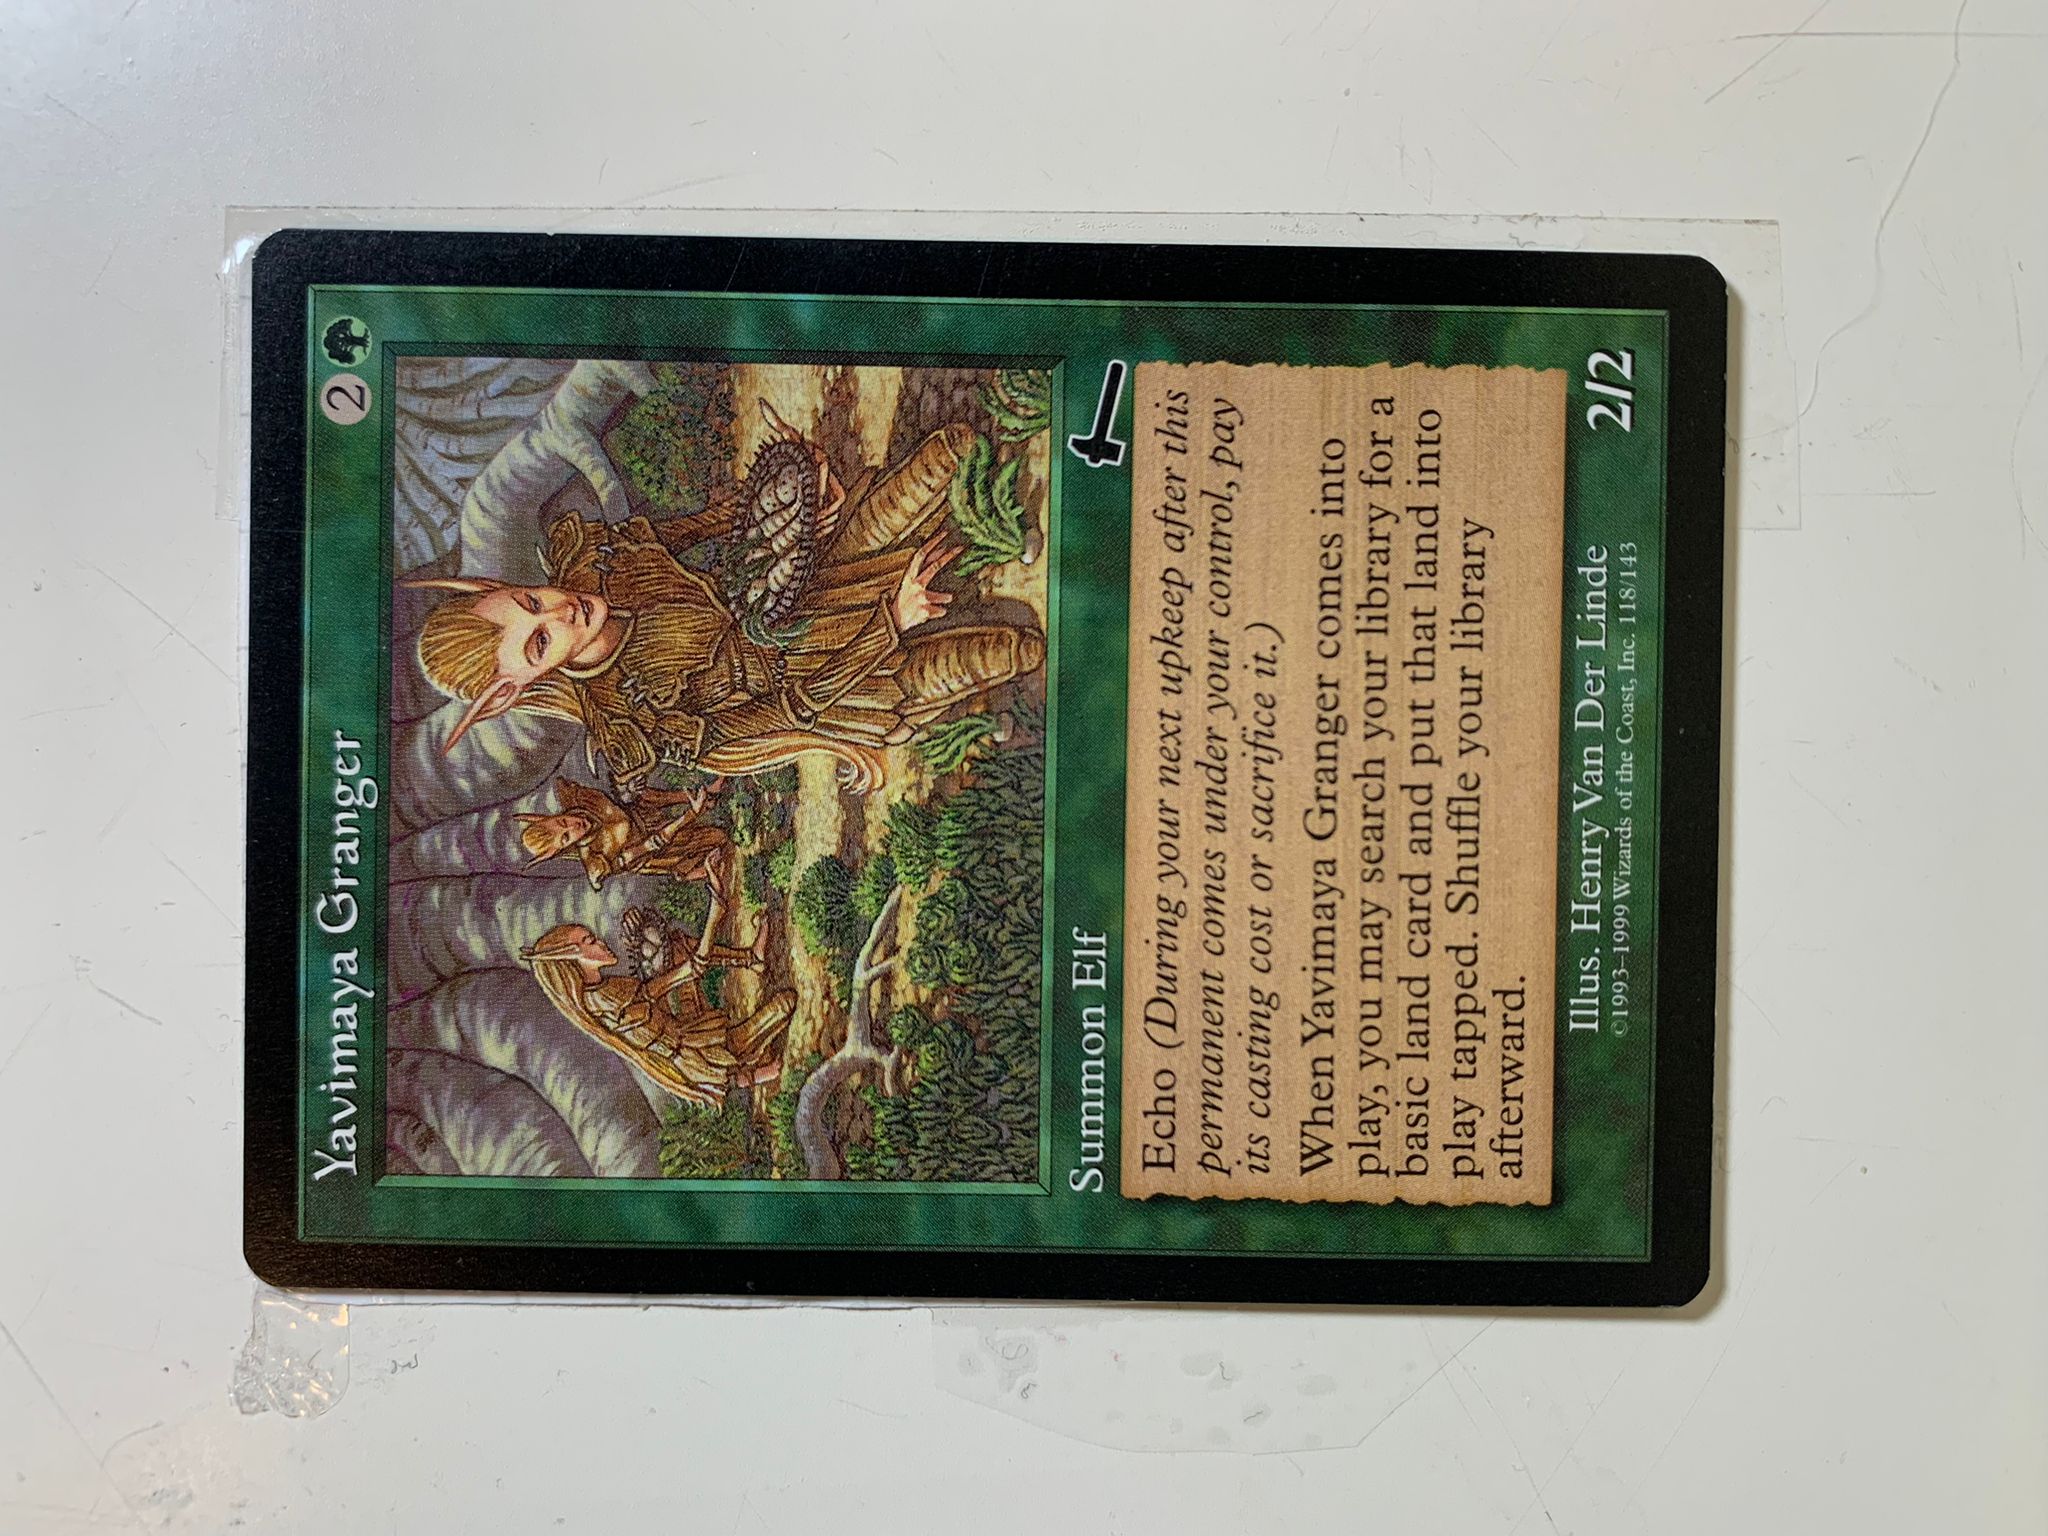 Yavimaya Granger
2
Summon Elf
Echo (During your next upkeep after this
permanent comes under your control, pay
its casting cost or sacrifice it.)
When Yavimaya Granger comes into
play, you may search your library for a
basic land card and put that land into
play tapped. Shuffle your library
afterward.
2/2
Illus. Henry Van Der Linde
©1993–1999 Wizards of the Coast, Inc. 118/143